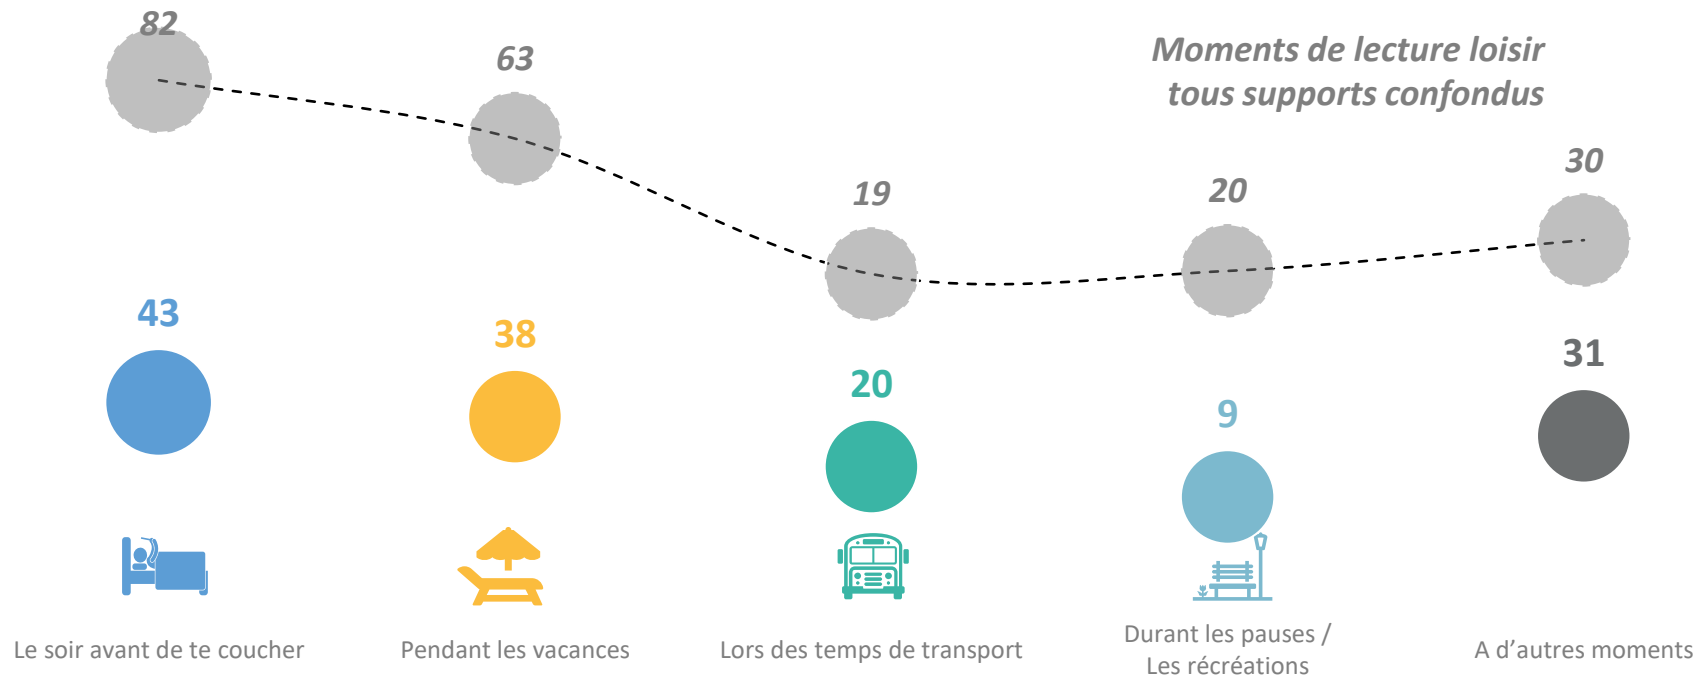 82
63
Moments de lecture loisir
tous supports confondus
19
20
30
43
38
20
9
31
Le soir avant de te coucher
Pendant les vacances
Lors des temps de transport
Durant les pauses /
Les récréations
A d’autres moments